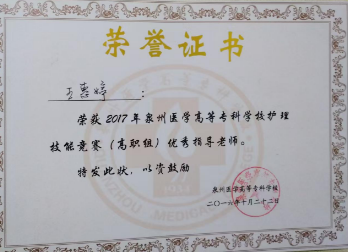 荣誉证书
王惠婷：
荣获2017年泉州医学高等专科学校护理
技能竞赛（高职组）优秀指导老师。
特发此状，以资鼓励
泉州医学高等专科学校
二〇一六年十月二十二日